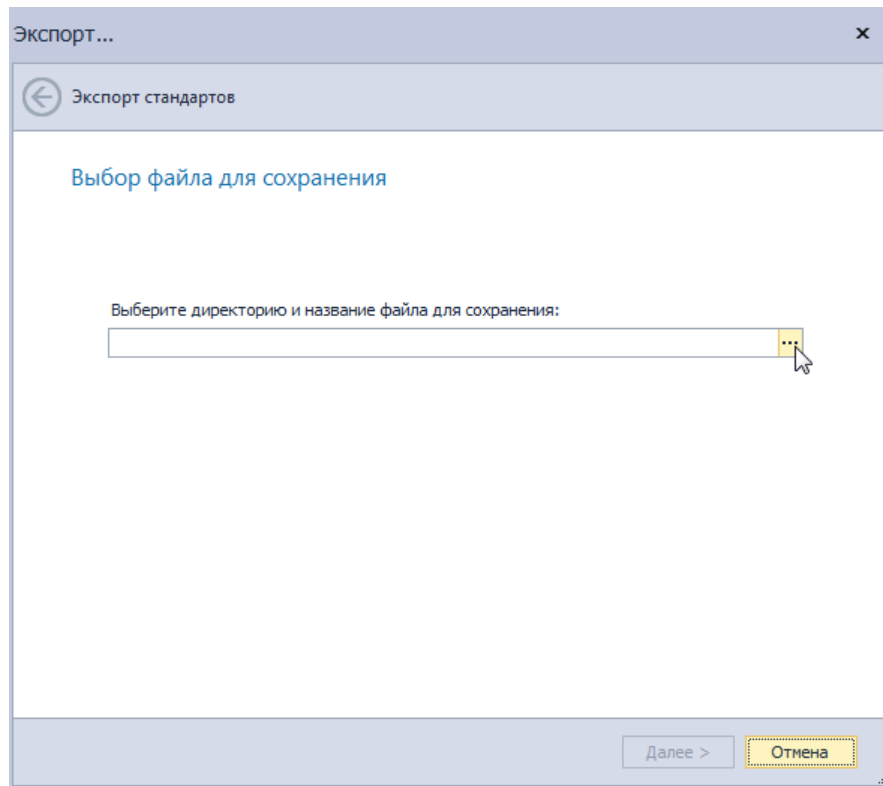 Экспорт...
Экспорт стандартов
Выбор файла для сохранения
Выберите директорию и название файла для сохранения:
...
Далее >
Отмена